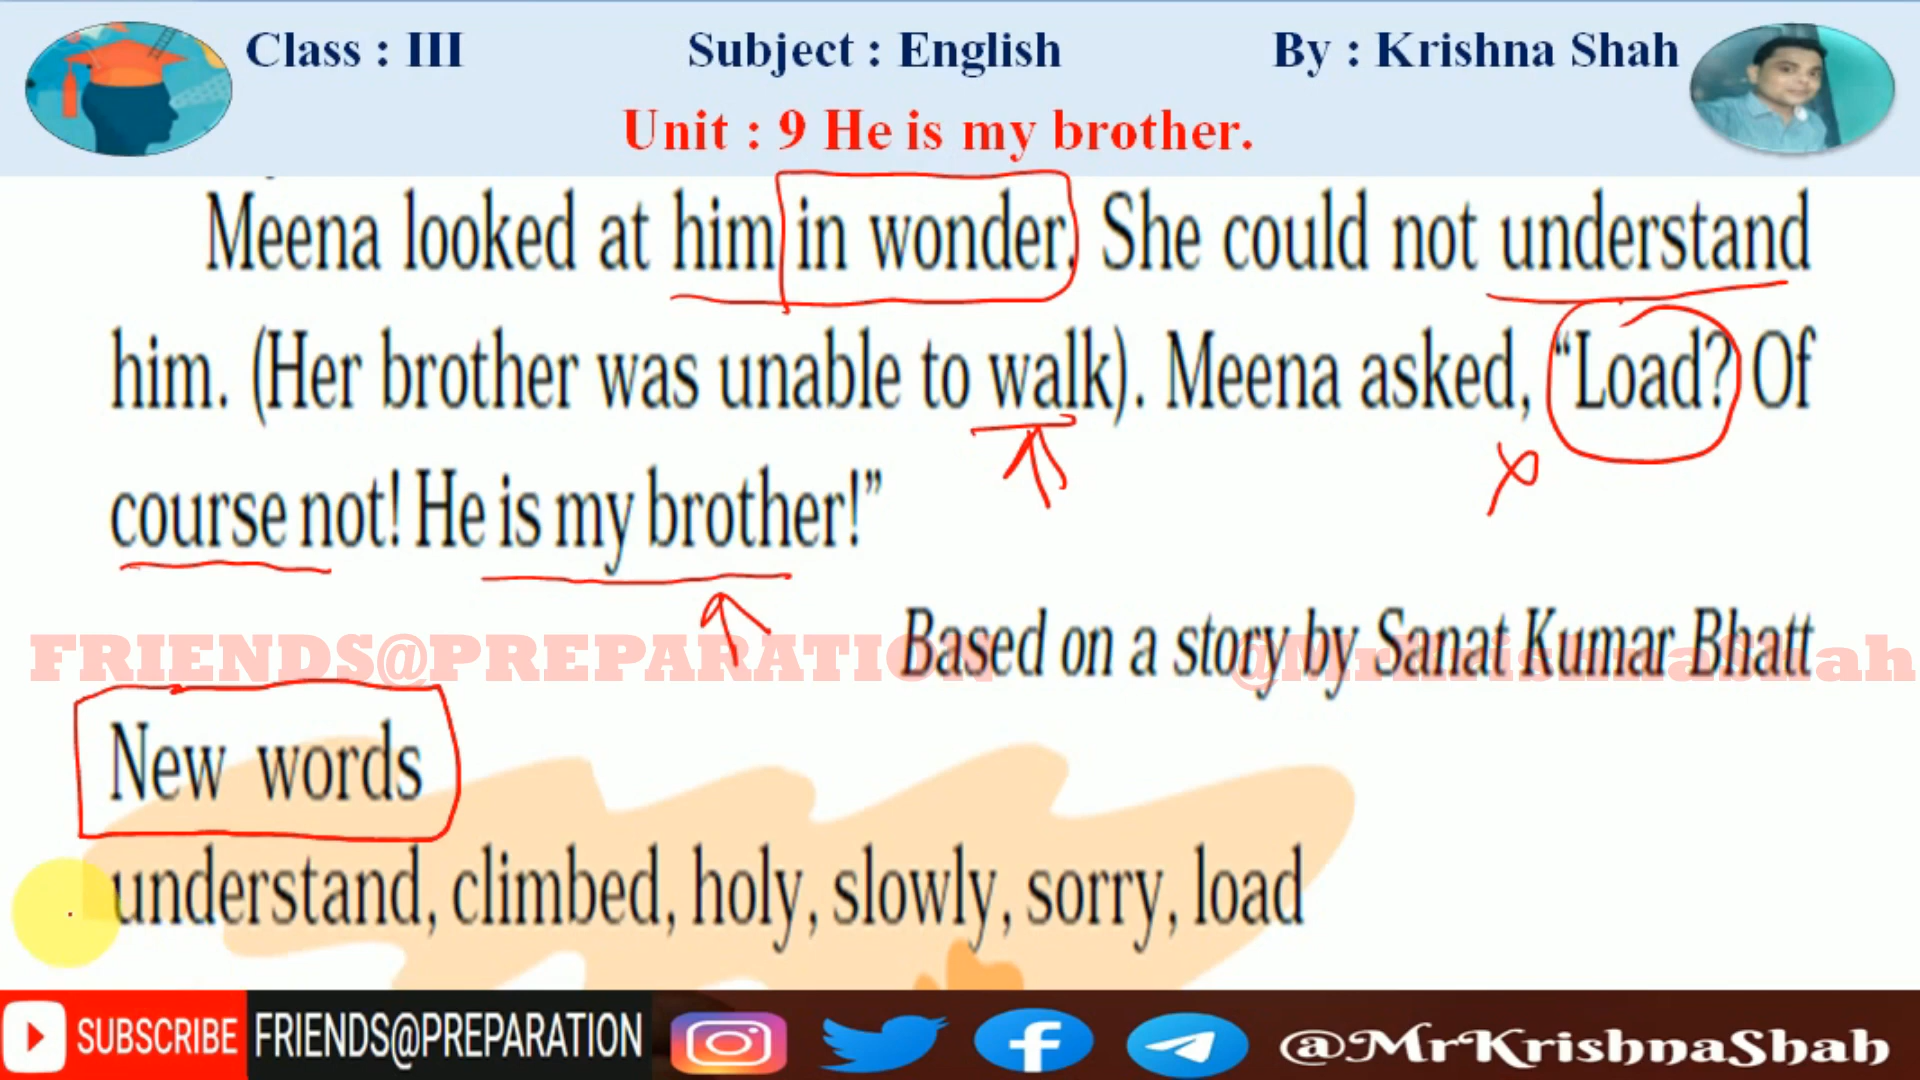 Class : III Subject : English By : Krishna Shah
Unit : 9 He is my brother.
Meena looked at him in wonder. She could not understand
him. (Her brother was unable to walk). Meena asked, “Load? Of
course not! He is my brother!”
Based on a story by Sanat Kumar Bhatt
FRIENDS@PREPARATION @MrKrishnaShah
New words
understand, climbed, holy, slowly, sorry, load
SUBSCRIBE FRIENDS@PREPARATION @MrKrishnaShah